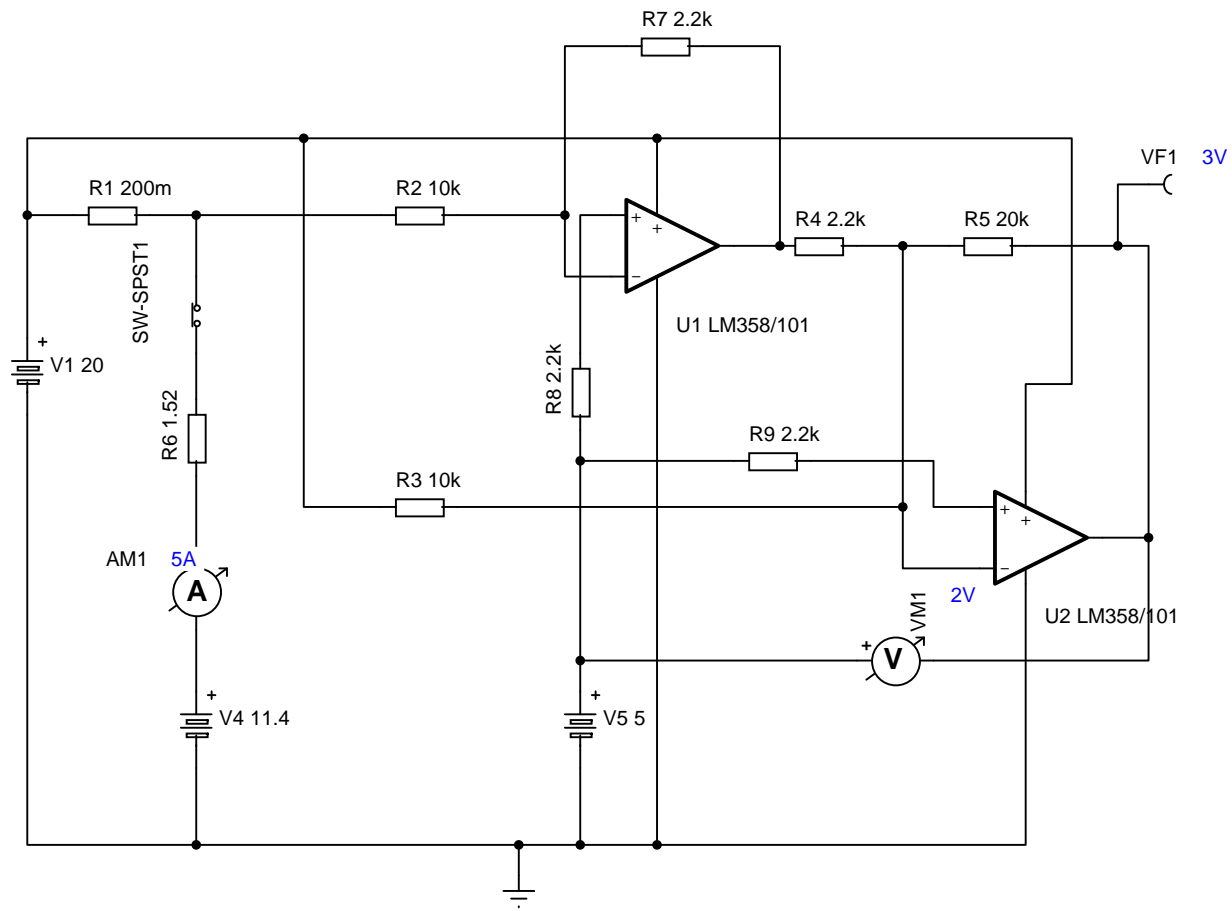 R7 2.2k
VF1 3V
R1 200m
R2 10k
R4 2.2k
R5 20k
+
+
−
SW-SPST1
U1 LM358/101
+
V1 20
R8 2.2k
R6 1.52
R9 2.2k
R3 10k
+
+
−
AM1 5A
A
2V
VM1
U2 LM358/101
+
V
+
V4 11.4
+
V5 5